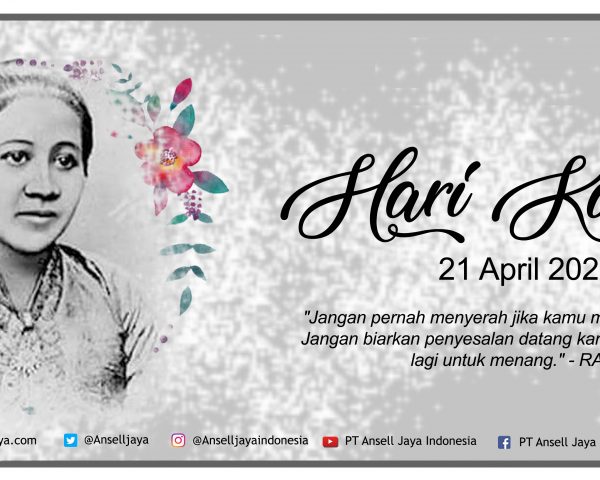 Hari Ka
21 April 202
"Jangan pernah menyerah jika kamu m
Jangan biarkan penyesalan datang kar
lagi untuk menang." - RA
ya.com @Anselljaya @Anselljayaindonesia PT Ansell Jaya Indonesia PT Ansell Jaya